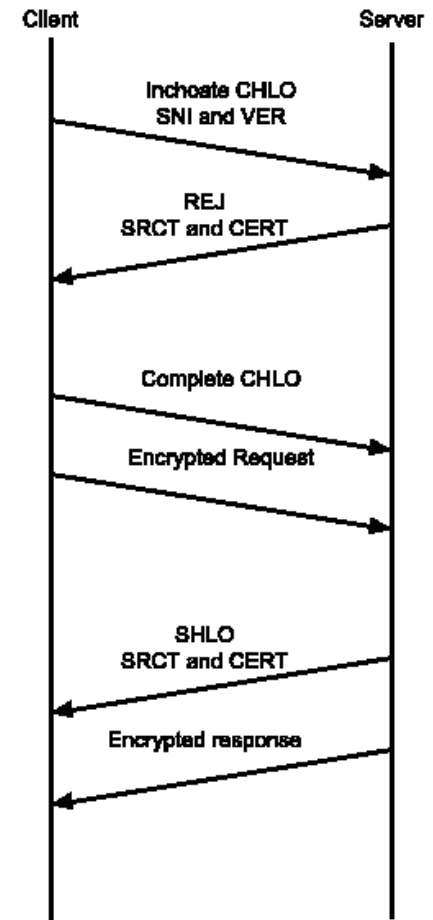 Client
Server
Inchoate CHLO
SNI and VER
REJ
SRCT and CERT
Complete CHLO
Encrypted Request
SHLO
SRCT and CERT
Encrypted response